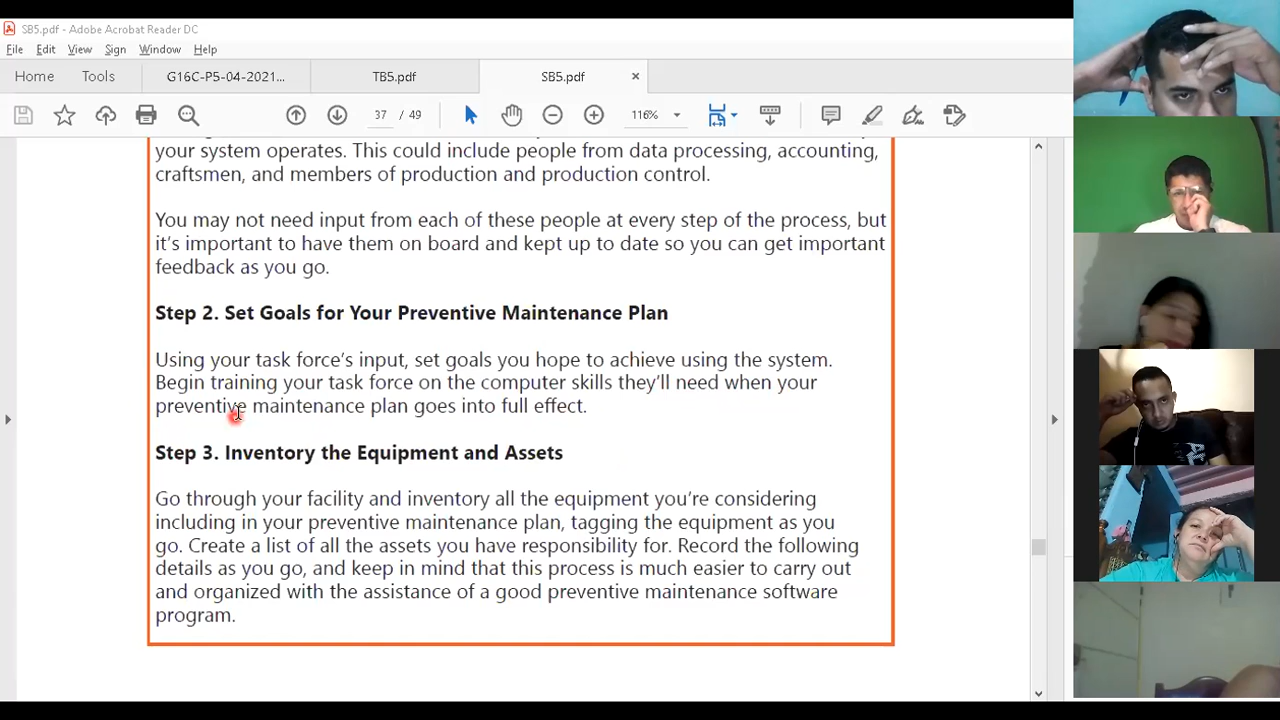 SB5.pdf - Adobe Acrobat Reader DC
File Edit View Sign Window Help
Home Tools G16C-P5-04-2021... TB5.pdf SB5.pdf ×
37 / 49 116%
your system operates. This could include people from data processing, accounting,
craftsmen, and members of production and production control.
You may not need input from each of these people at every step of the process, but
it's important to have them on board and kept up to date so you can get important
feedback as you go.
Step 2. Set Goals for Your Preventive Maintenance Plan
Using your task force's input, set goals you hope to achieve using the system.
Begin training your task force on the computer skills they'll need when your
preventive maintenance plan goes into full effect.
Step 3. Inventory the Equipment and Assets
Go through your facility and inventory all the equipment you're considering
including in your preventive maintenance plan, tagging the equipment as you
go. Create a list of all the assets you have responsibility for. Record the following
details as you go, and keep in mind that this process is much easier to carry out
and organized with the assistance of a good preventive maintenance software
program.